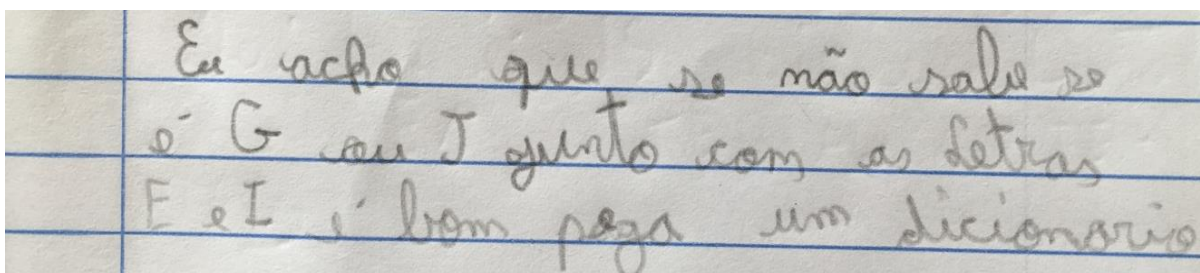 Eu acho que se não sabe se
é G ou J junto com as letras
E e I é bom pega um dicionario